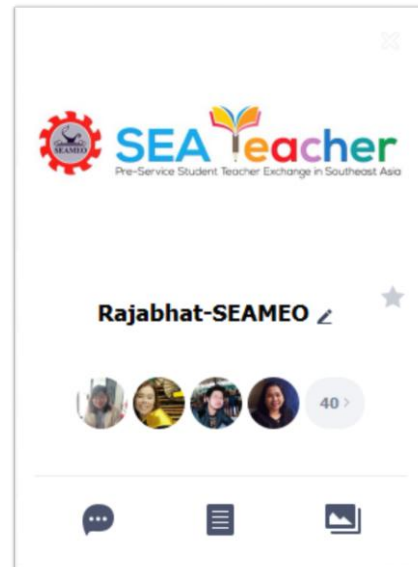 SEAMEO
SEA Teacher
Pre-Service Student Teacher Exchange in Southeast Asia
Rajabhat-SEAMEO
40 >